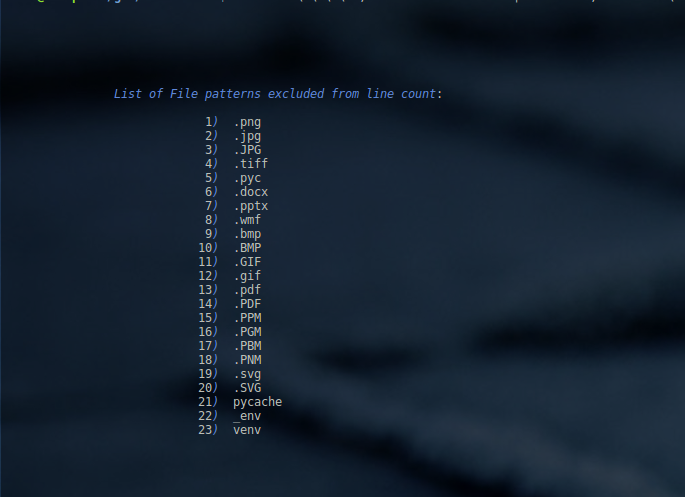 List of File patterns excluded from line count:
1) .png
2) .jpg
3) .JPG
4) .tiff
5) .pyc
6) .docx
7) .pptx
8) .wmf
9) .bmp
10) .BMP
11) .GIF
12) .gif
13) .pdf
14) .PDF
15) .PPM
16) .PGM
17) .PBM
18) .PNM
19) .svg
20) .SVG
21) pycache
22) _env
23) venv